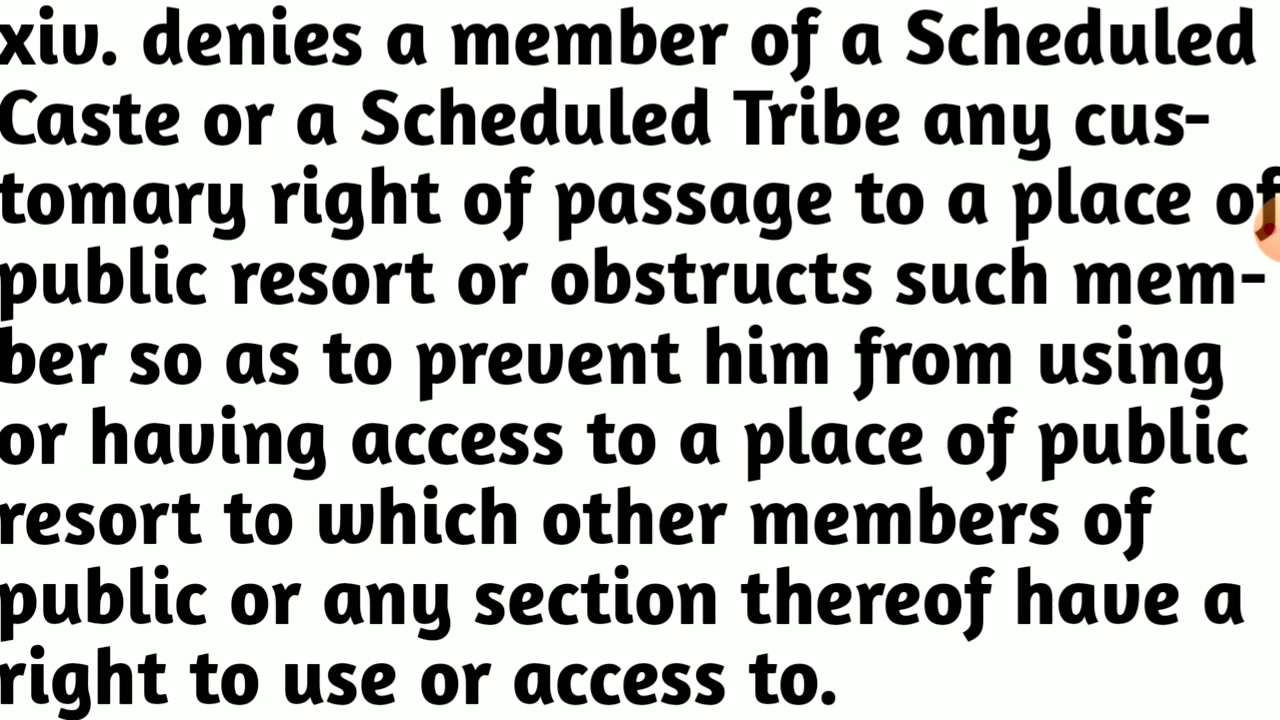 xiv. denies a member of a Scheduled
Caste or a Scheduled Tribe any cus-
tomary right of passage to a place of
public resort or obstructs such mem-
ber so as to prevent him from using
or having access to a place of public
resort to which other members of
public or any section thereof have a
right to use or access to.